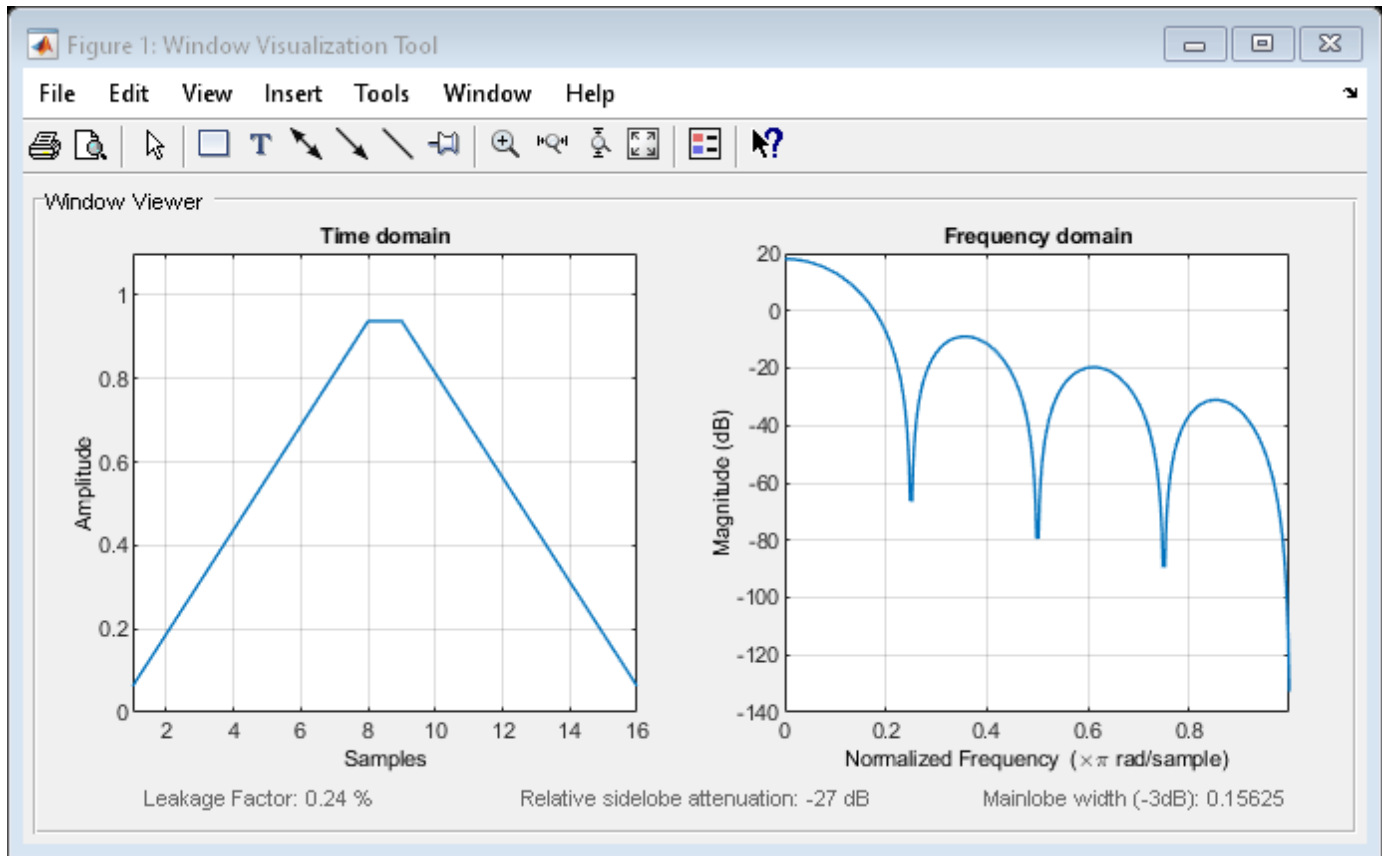 Figure 1: Window Visualization Tool
File Edit View Insert Tools Window Help
T
?
Window Viewer
Time domain
1
0.8
0.6
0.4
0.2
0
Amplitude
2 4 6 8 10 12 14 16
Samples
Frequency domain
20
0
-20
-40
-60
-80
-100
-120
-140
Magnitude (dB)
0 0.2 0.4 0.6 0.8
Normalized Frequency (×π rad/sample)
Leakage Factor: 0.24 % Relative sidelobe attenuation: -27 dB Mainlobe width (-3dB): 0.15625